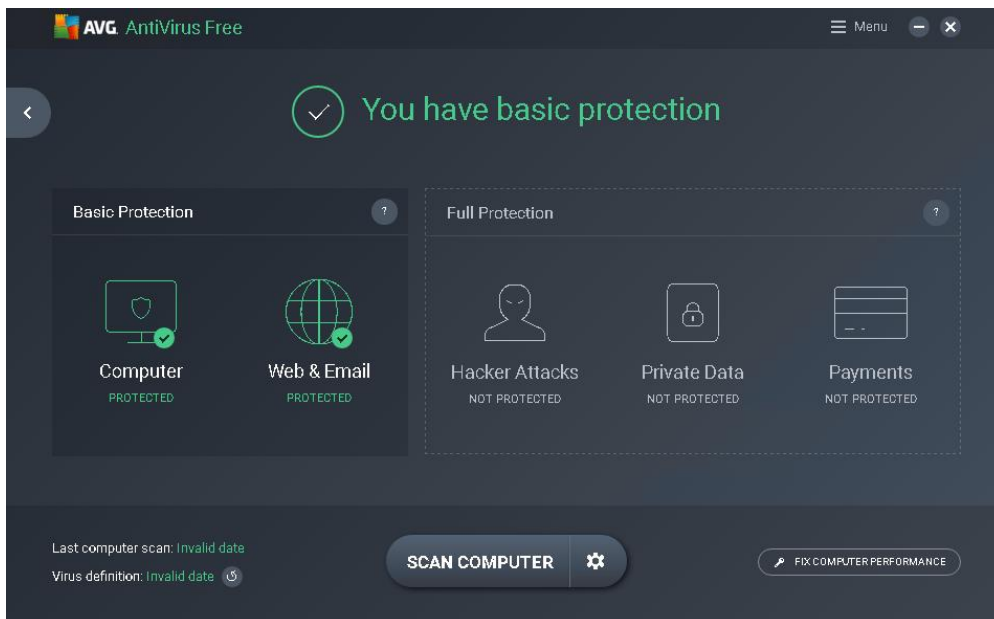 AVG. AntiVirus Free
Menu
You have basic protection
Basic Protection
?
Full Protection
?
Computer
PROTECTED
Web & Email
PROTECTED
Hacker Attacks
NOT PROTECTED
Private Data
NOT PROTECTED
Payments
NOT PROTECTED
Last computer scan: Invalid date
Virus definition: Invalid date
SCAN COMPUTER
FIX COMPUTER PERFORMANCE